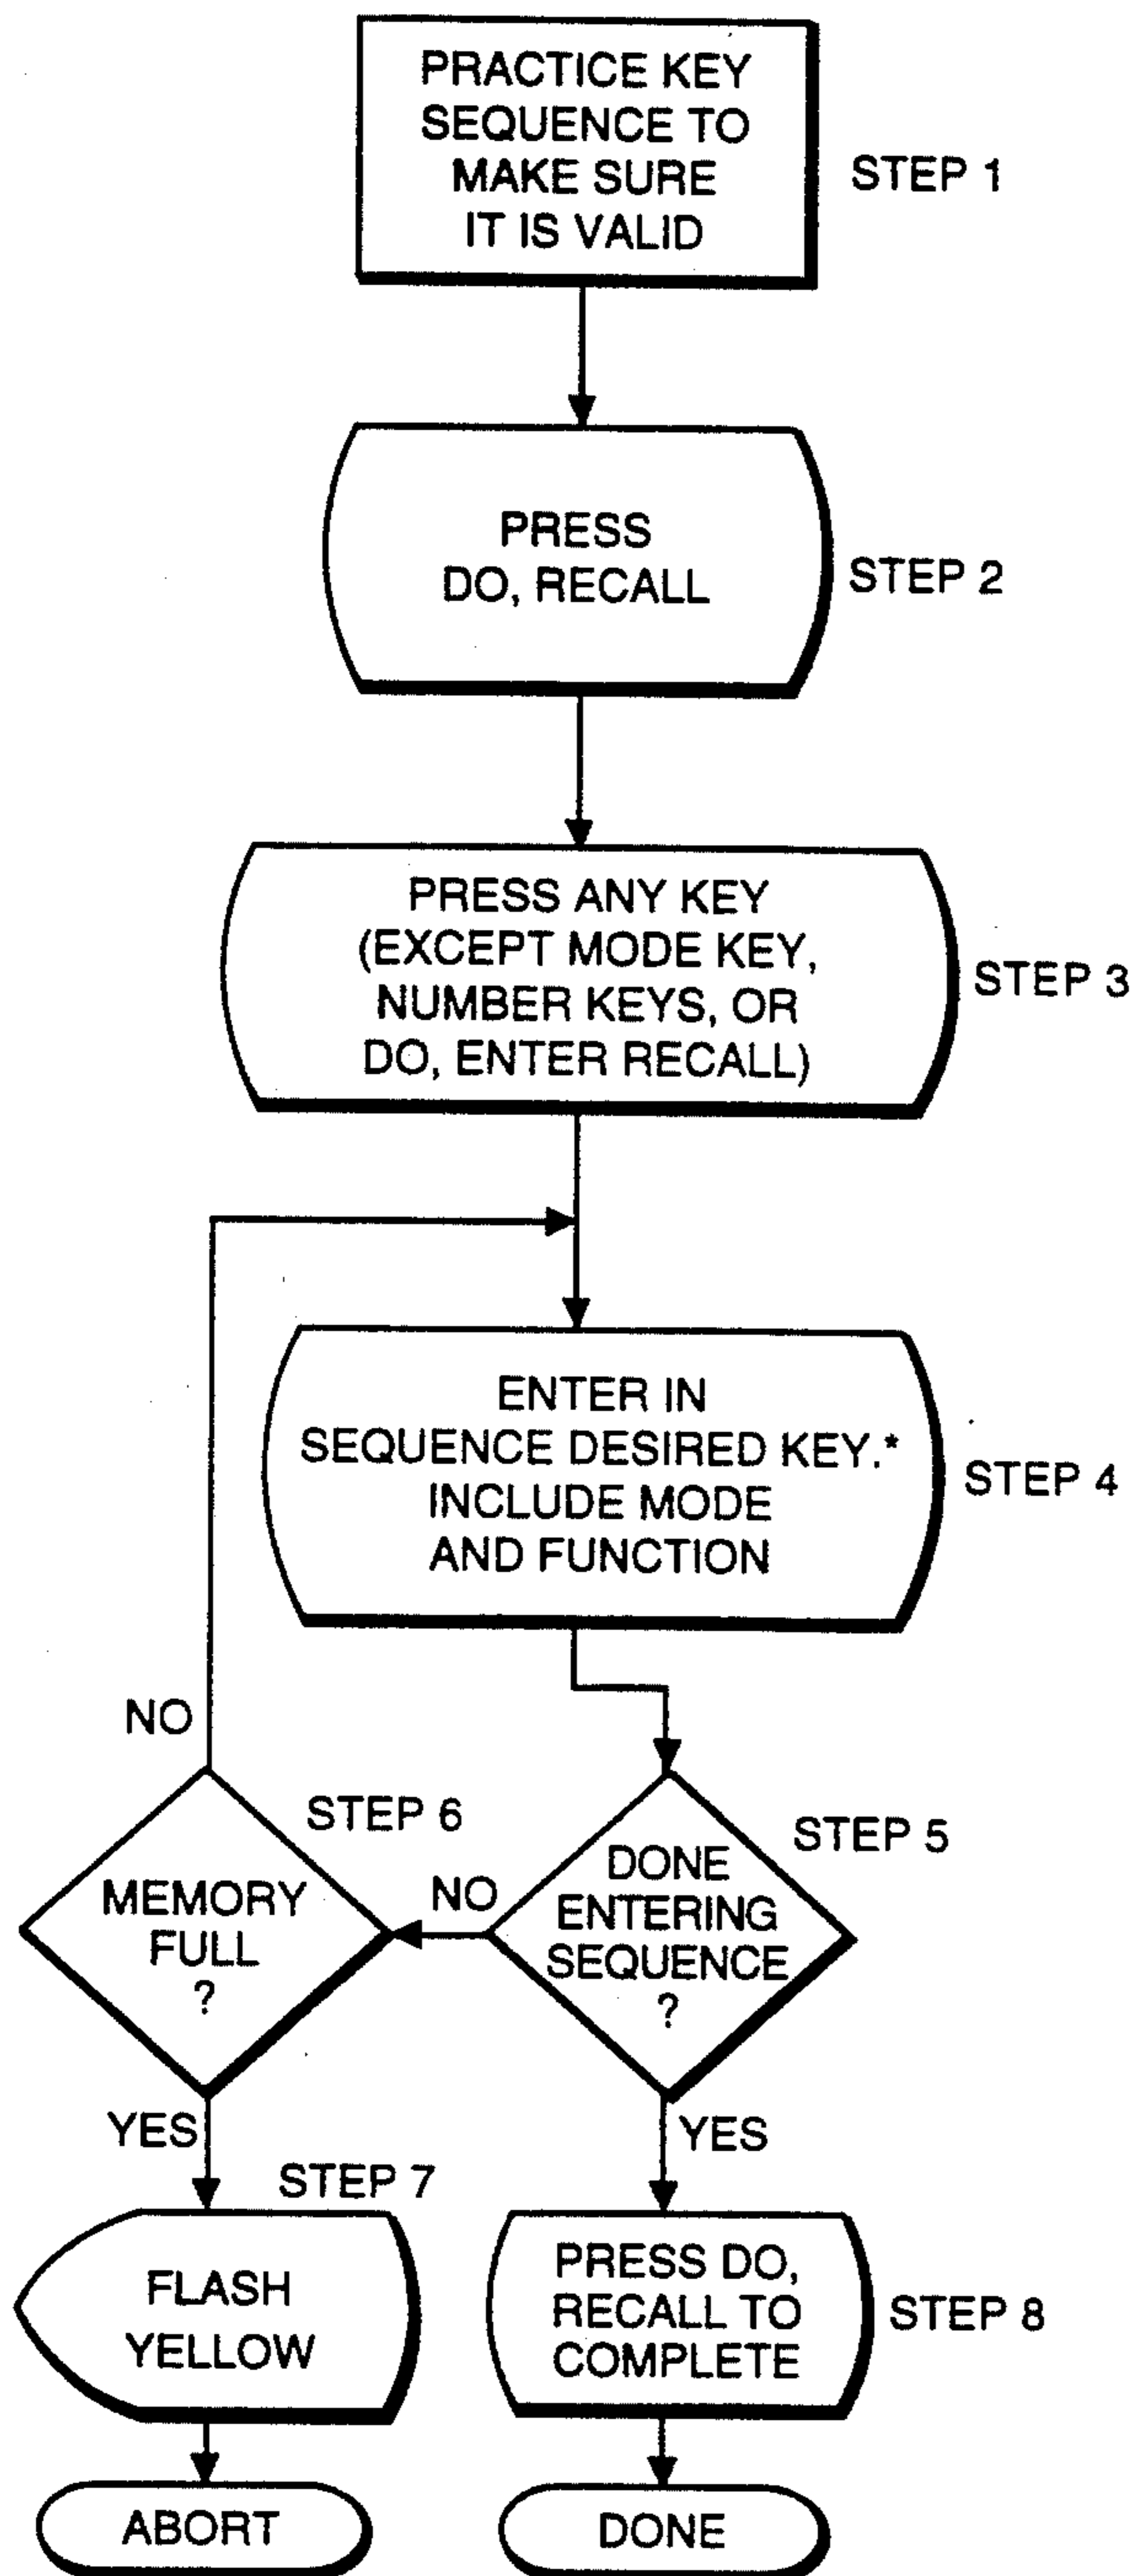 PRACTICE KEY
SEQUENCE TO
MAKE SURE
IT IS VALID
STEP 1
PRESS
DO, RECALL
STEP 2
PRESS ANY KEY
(EXCEPT MODE KEY,
NUMBER KEYS, OR
DO, ENTER RECALL)
STEP 3
ENTER IN
SEQUENCE DESIRED KEY.*
INCLUDE MODE
AND FUNCTION
STEP 4
NO
STEP 6
MEMORY
FULL
?
NO
STEP 5
DONE
ENTERING
SEQUENCE
?
YES
YES
STEP 7
FLASH
YELLOW
PRESS DO,
RECALL TO
COMPLETE
STEP 8
ABORT
DONE